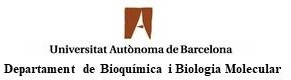 Universitat Autònoma de Barcelona
Departament de Bioquímica i Biologia Molecular